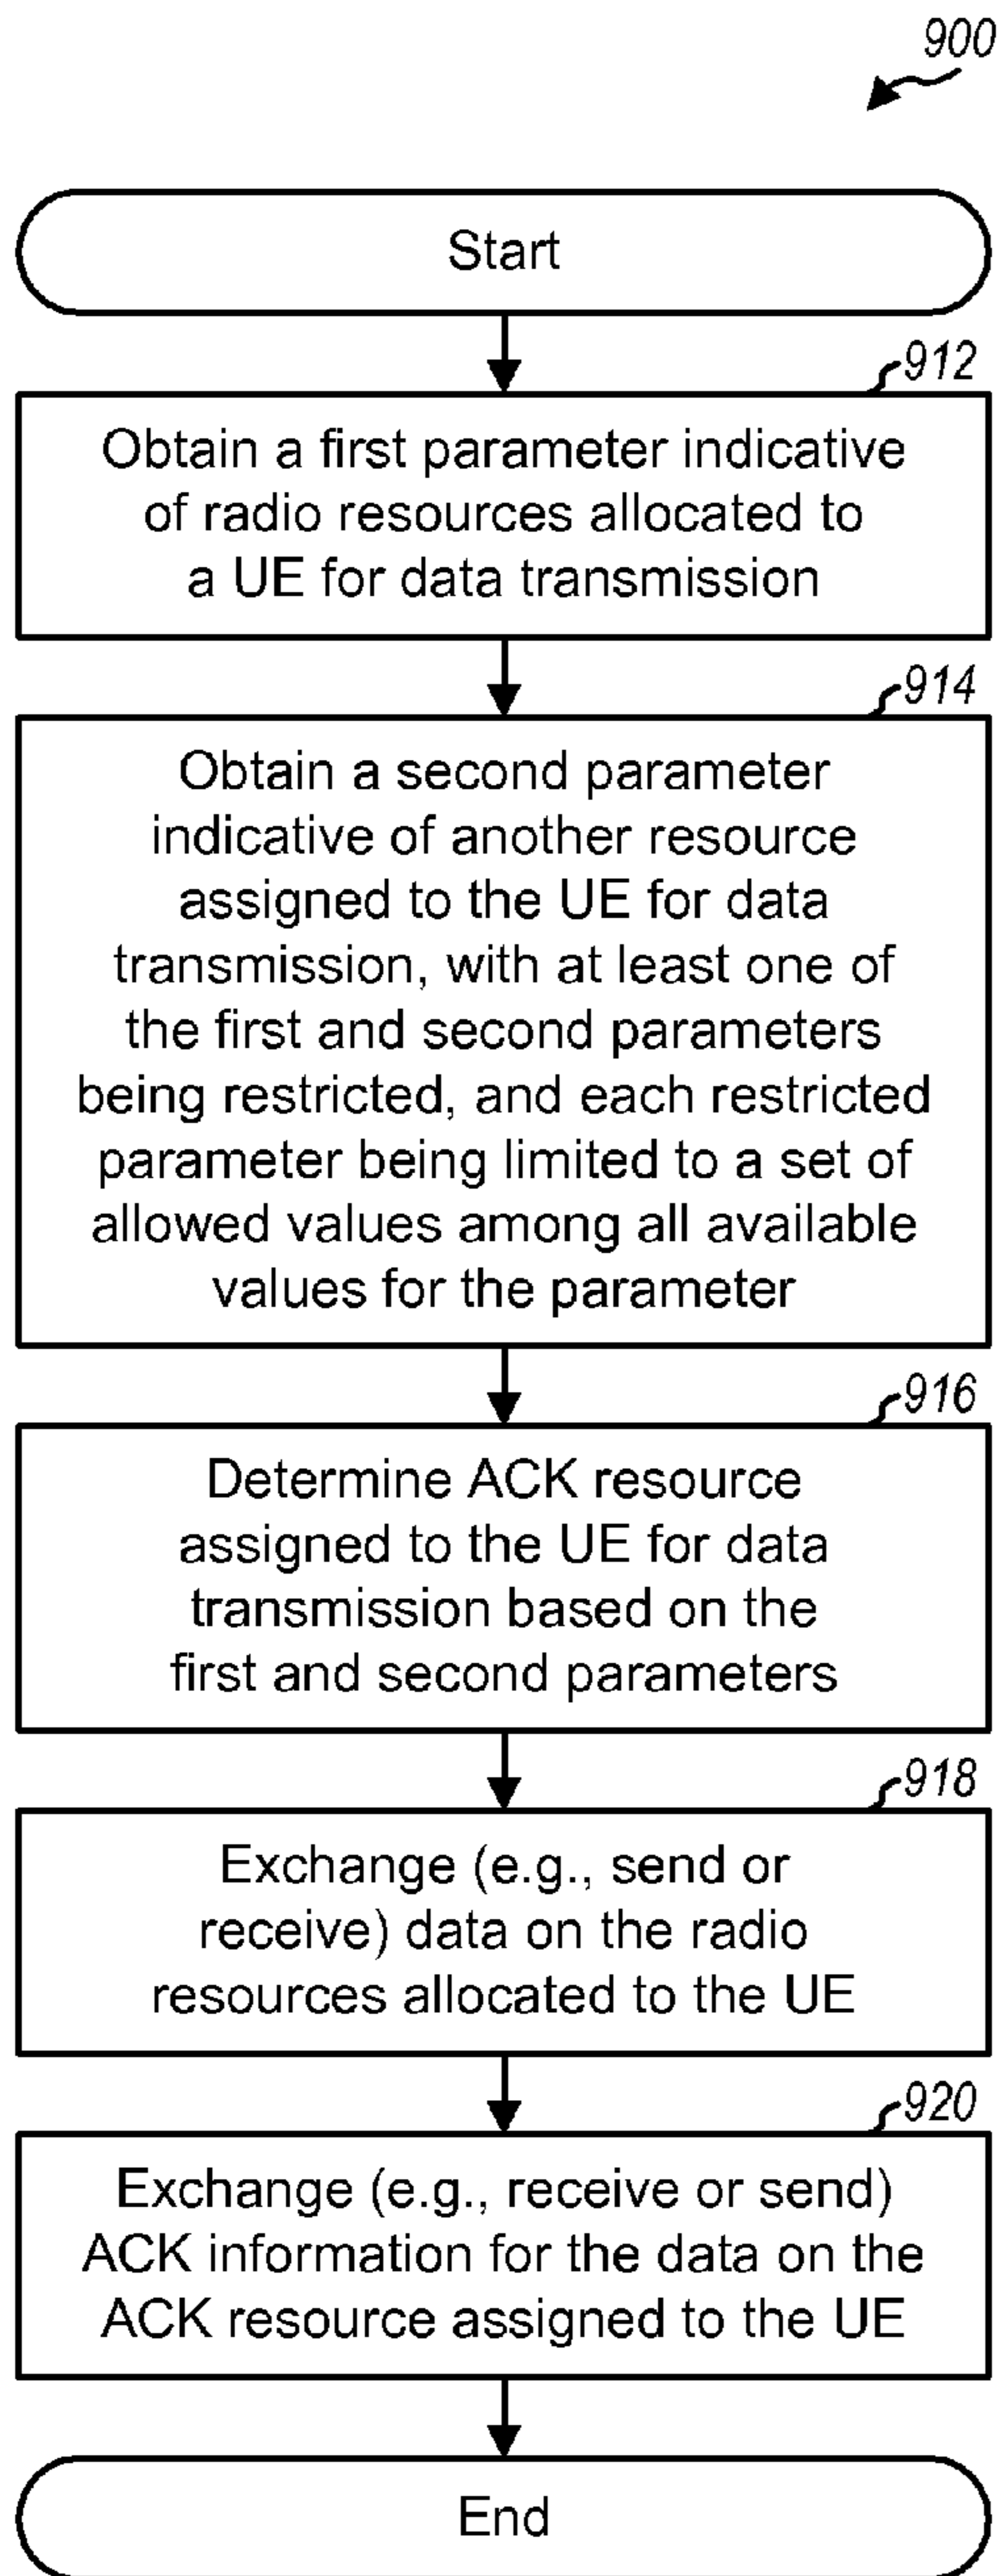 900
Start
912
Obtain a first parameter indicative
of radio resources allocated to
a UE for data transmission
914
Obtain a second parameter
indicative of another resource
assigned to the UE for data
transmission, with at least one of
the first and second parameters
being restricted, and each restricted
parameter being limited to a set of
allowed values among all available
values for the parameter
916
Determine ACK resource
assigned to the UE for data
transmission based on the
first and second parameters
918
Exchange (e.g., send or
receive) data on the radio
resources allocated to the UE
920
Exchange (e.g., receive or send)
ACK information for the data on the
ACK resource assigned to the UE
End